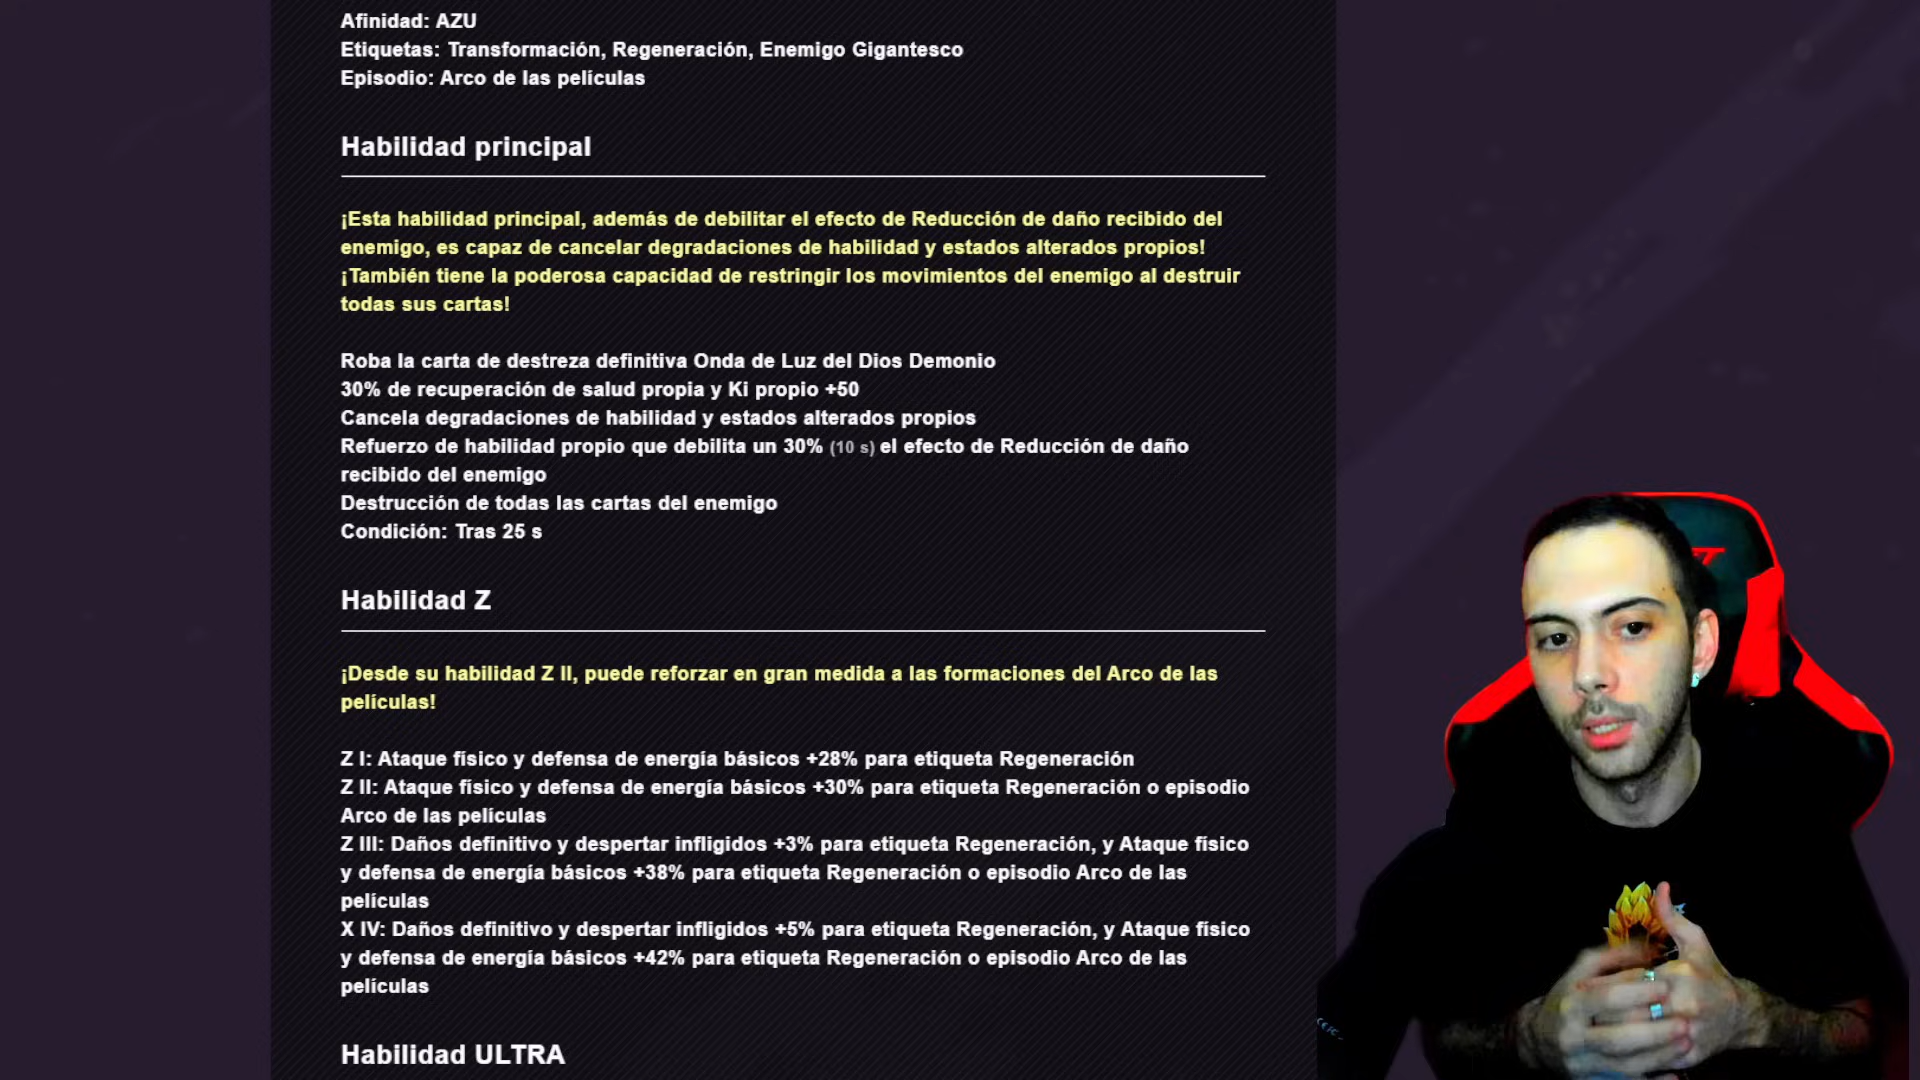 Afinidad: AZU
Etiquetas: Transformación, Regeneración, Enemigo Gigantesco
Episodio: Arco de las películas
Habilidad principal
¡Esta habilidad principal, además de debilitar el efecto de Reducción de daño recibido del
enemigo, es capaz de cancelar degradaciones de habilidad y estados alterados propios!
¡También tiene la poderosa capacidad de restringir los movimientos del enemigo al destruir
todas sus cartas!
Roba la carta de destreza definitiva Onda de Luz del Dios Demonio
30% de recuperación de salud propia y Ki propio +50
Cancela degradaciones de habilidad y estados alterados propios
Refuerzo de habilidad propio que debilita un 30% (10 s) el efecto de Reducción de daño
recibido del enemigo
Destrucción de todas las cartas del enemigo
Condición: Tras 25 s
Habilidad Z
¡Desde su habilidad Z II, puede reforzar en gran medida a las formaciones del Arco de las
películas!
Z I: Ataque físico y defensa de energía básicos +28% para etiqueta Regeneración
Z II: Ataque físico y defensa de energía básicos +30% para etiqueta Regeneración o episodio
Arco de las películas
Z III: Daños definitivo y despertar infligidos +3% para etiqueta Regeneración, y Ataque físico
y defensa de energía básicos +38% para etiqueta Regeneración o episodio Arco de las
películas
X IV: Daños definitivo y despertar infligidos +5% para etiqueta Regeneración, y Ataque físico
y defensa de energía básicos +42% para etiqueta Regeneración o episodio Arco de las
películas
Habilidad ULTRA